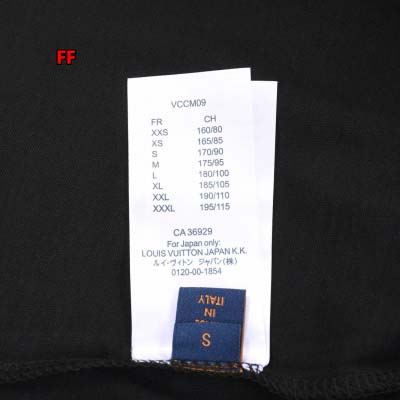 FF
VCCM09
FR CH
XXS 160/80
XS 165/85
S 170/90
M 175/95
L 180/100
XL 185/105
XXL 190/110
XXXL 195/115
CA 36929
For Japan only:
LOUIS VUITTON JAPAN K.K.
ルイ・ヴィトン ジャパン(株)
0120-00-1854
IN
ITALY
S